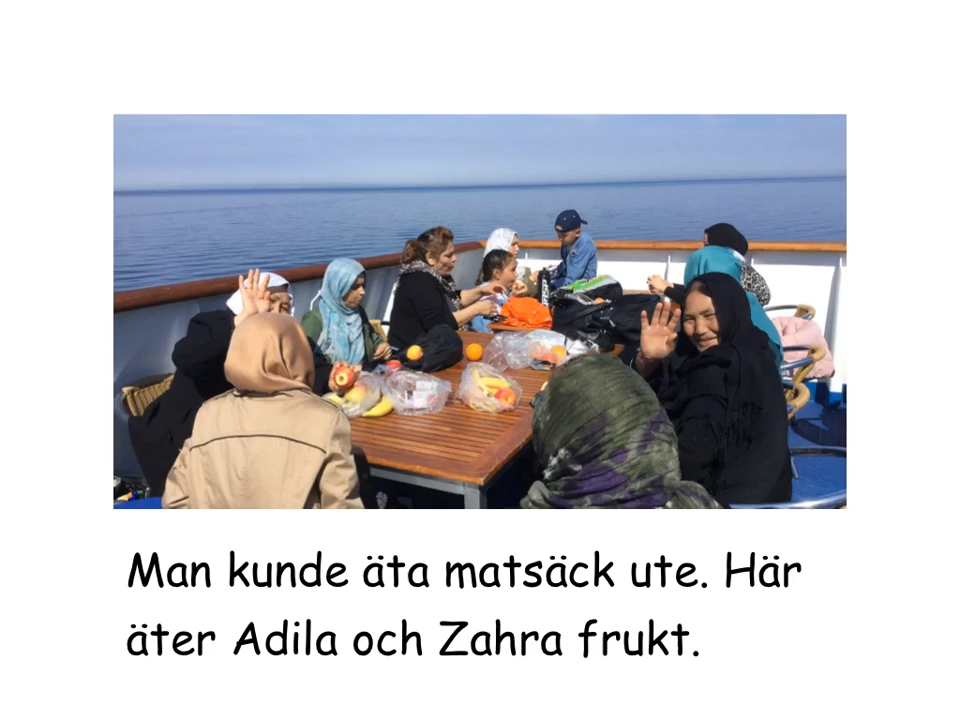 Man kunde äta matsäck ute. Här
äter Adila och Zahra frukt.